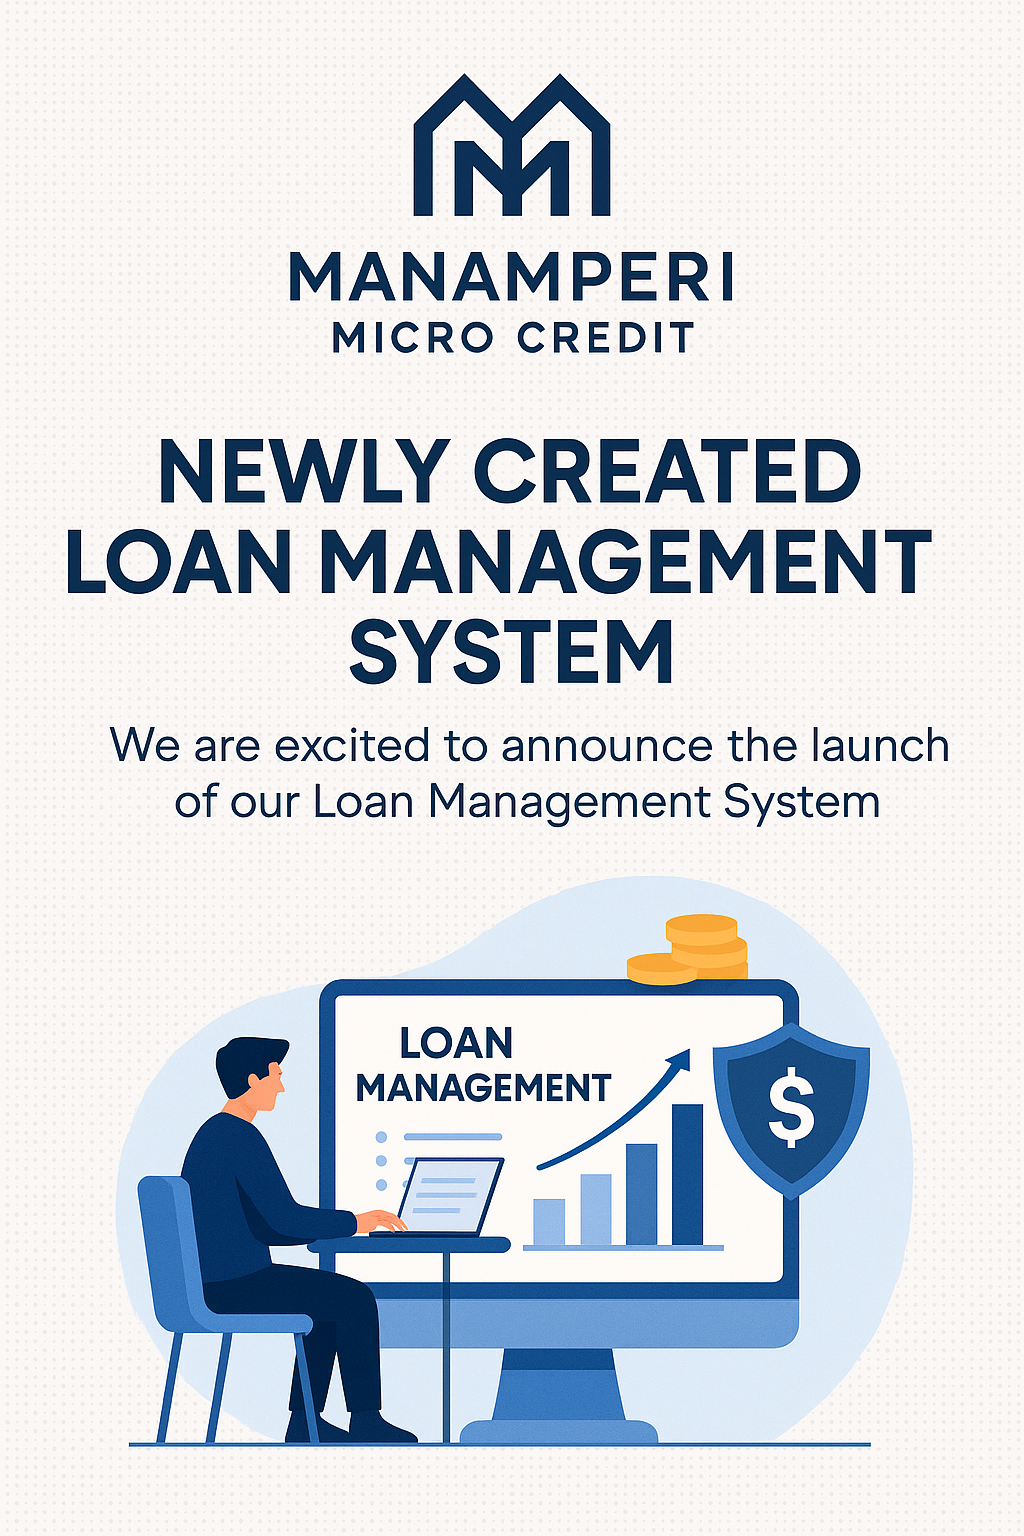 MANAMPERI
MICRO CREDIT
NEWLY CREATED
LOAN MANAGEMENT
SYSTEM
We are excited to announce the launch
of our Loan Management System
LOAN
MANAGEMENT
$